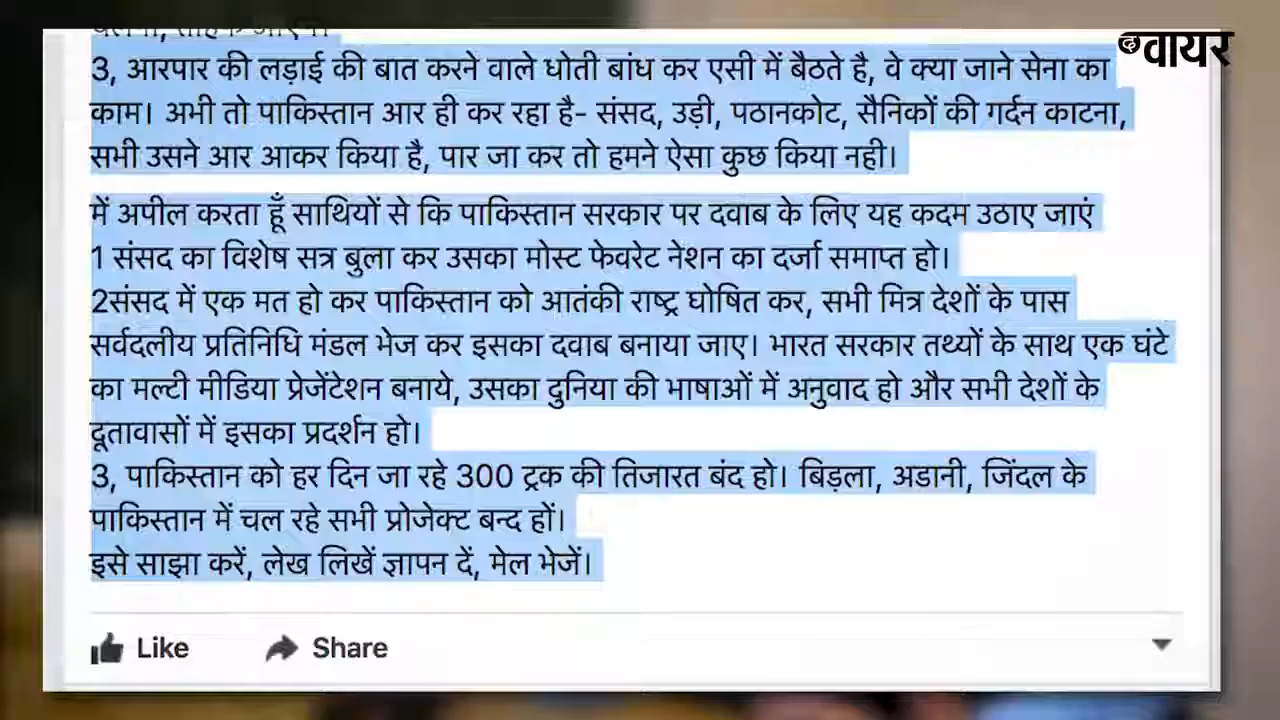 द वायर
3, आरपार की लड़ाई की बात करने वाले धोती बांध कर एसी में बैठते है, वे क्या जाने सेना का
काम। अभी तो पाकिस्तान आर ही कर रहा है- संसद, उड़ी, पठानकोट, सैनिकों की गर्दन काटना,
सभी उसने आर आकर किया है, पार जा कर तो हमने ऐसा कुछ किया नही।
में अपील करता हूँ साथियों से कि पाकिस्तान सरकार पर दवाब के लिए यह कदम उठाए जाएं
1 संसद का विशेष सत्र बुला कर उसका मोस्ट फेवरेट नेशन का दर्जा समाप्त हो।
2संसद में एक मत हो कर पाकिस्तान को आतंकी राष्ट्र घोषित कर, सभी मित्र देशों के पास
सर्वदलीय प्रतिनिधि मंडल भेज कर इसका दवाब बनाया जाए। भारत सरकार तथ्यों के साथ एक घंटे
का मल्टी मीडिया प्रेजेंटेशन बनाये, उसका दुनिया की भाषाओं में अनुवाद हो और सभी देशों के
दूतावासों में इसका प्रदर्शन हो।
3, पाकिस्तान को हर दिन जा रहे 300 ट्रक की तिजारत बंद हो। बिड़ला, अडानी, जिंदल के
पाकिस्तान में चल रहे सभी प्रोजेक्ट बन्द हों।
इसे साझा करें, लेख लिखें ज्ञापन दें, मेल भेजें।
Like Share